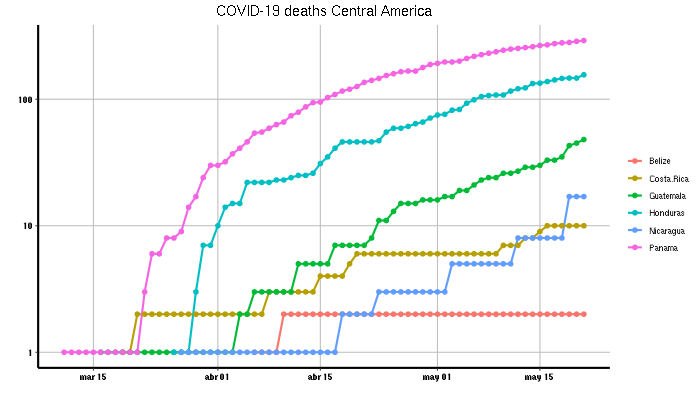 COVID-19 deaths Central America
100
10
1
mar 15
abr 01
abr 15
may 01
may 15
Belize
Costa.Rica
Guatemala
Honduras
Nicaragua
Panama